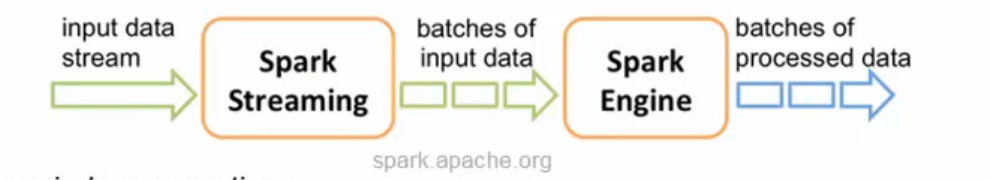 input data
stream
Spark
Streaming
batches of
input data
Spark
Engine
batches of
processed data
spark.apache.org